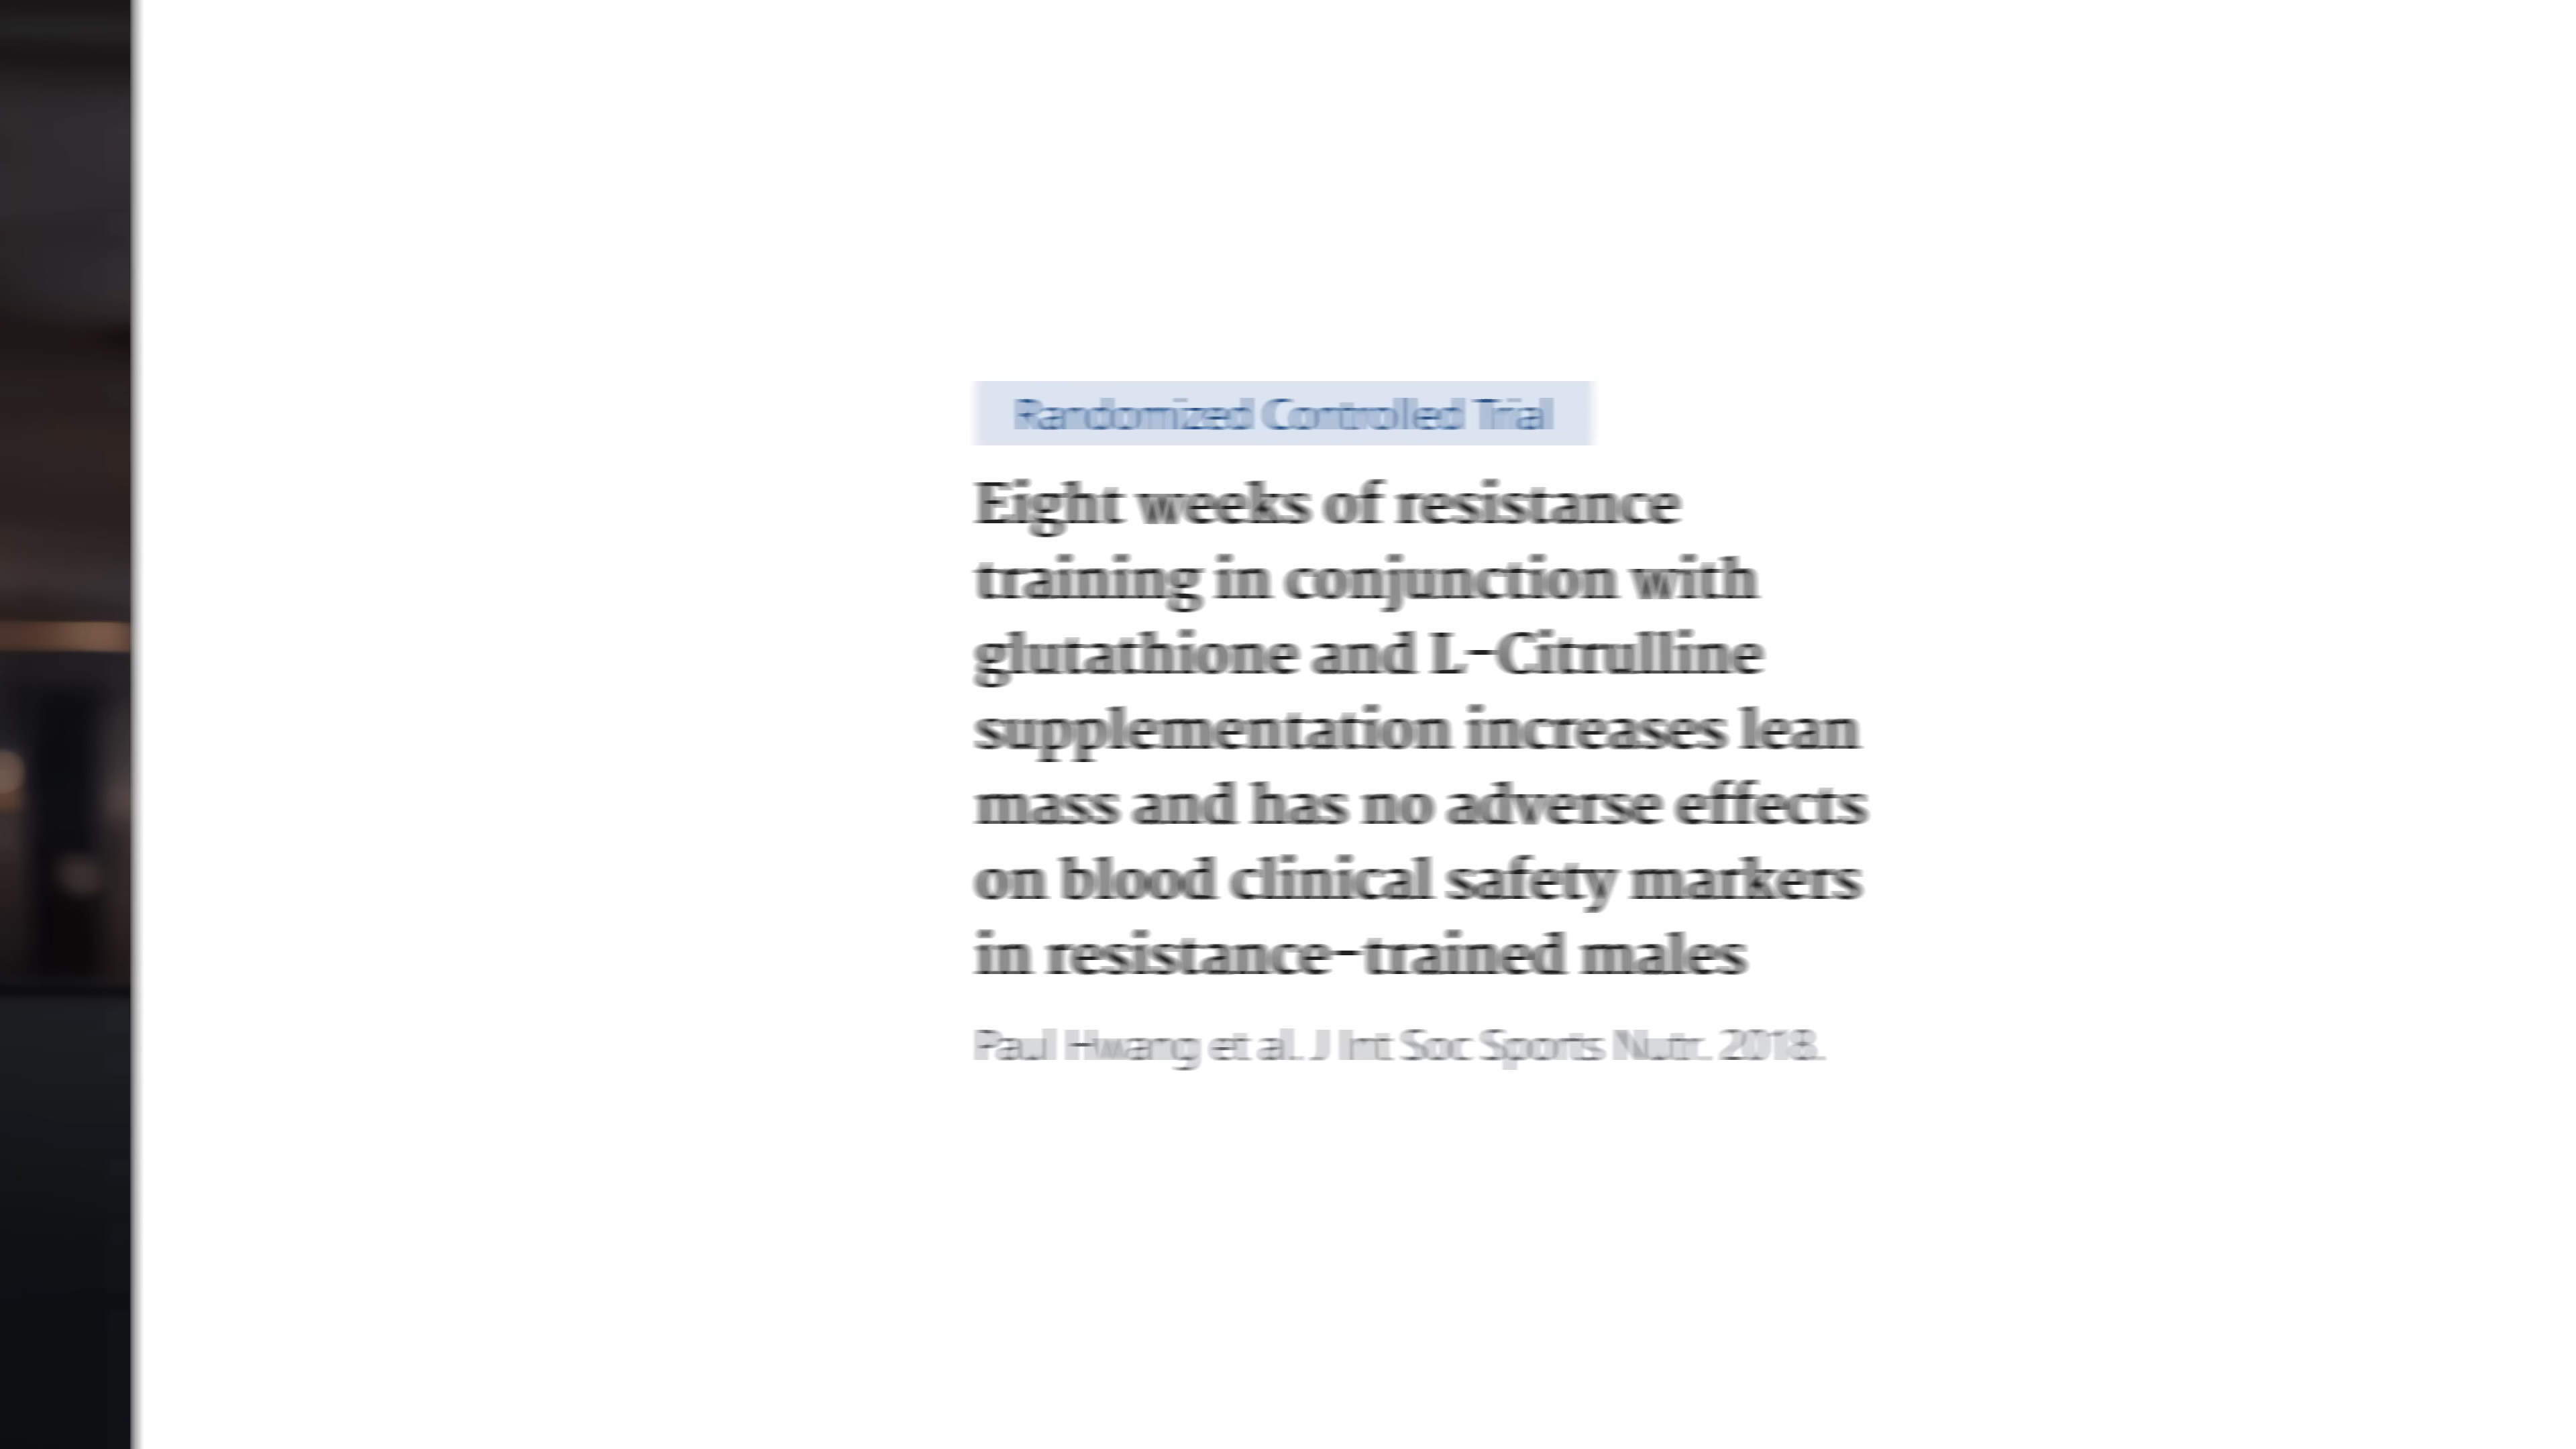 Randomized Controlled Trial
Eight weeks of resistance
training in conjunction with
glutathione and L-Citrulline
supplementation increases lean
mass and has no adverse effects
on blood clinical safety markers
in resistance-trained males
Paul Hwang et al. J Int Soc Sports Nutr. 2018.